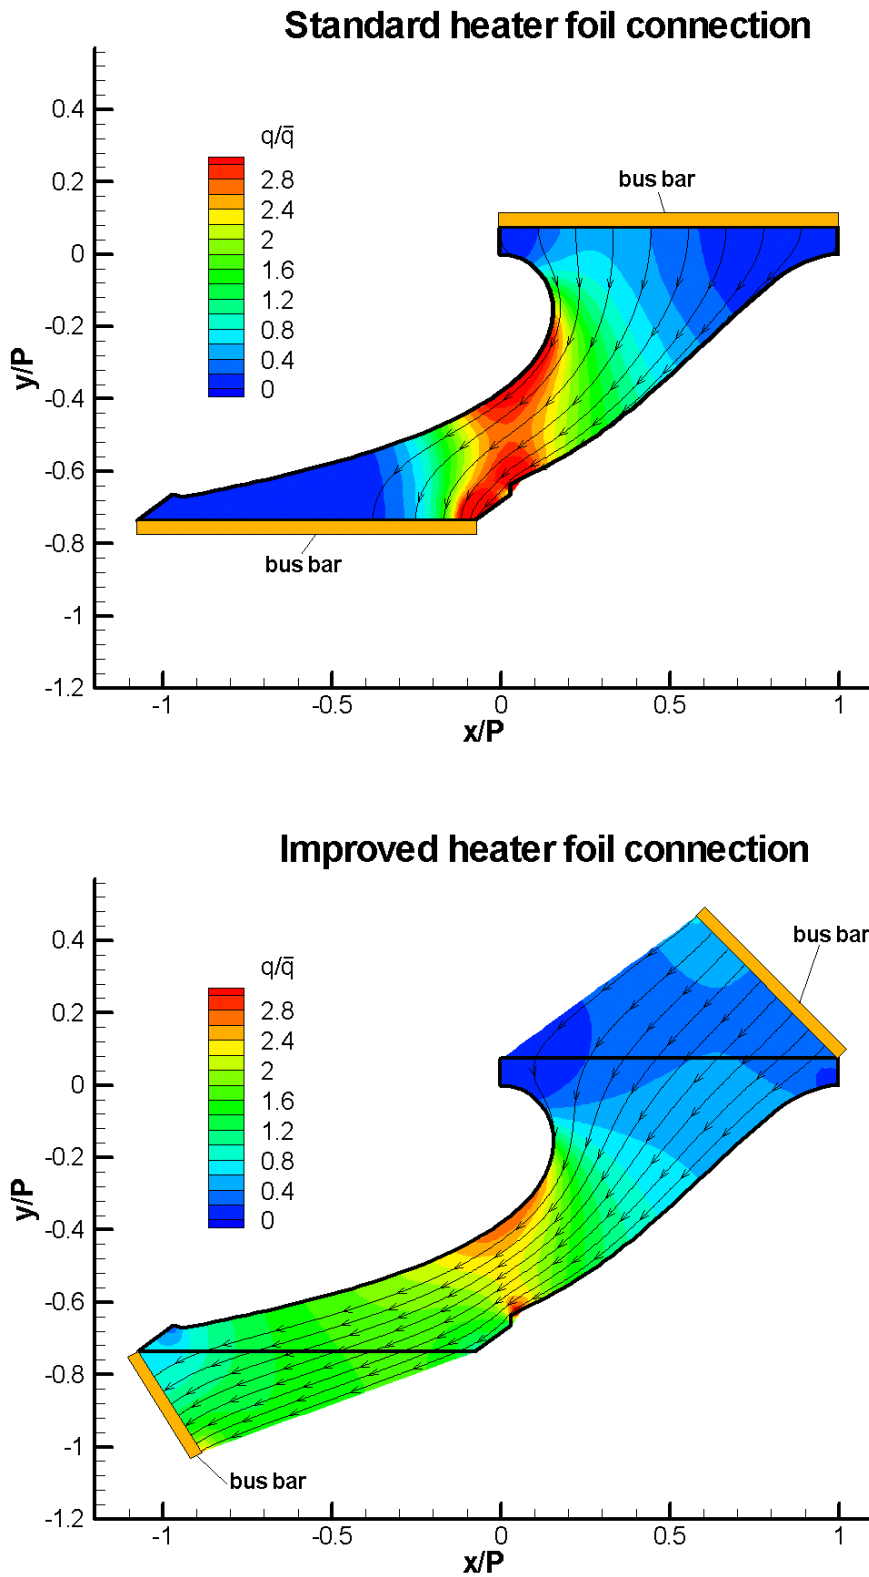 Standard heater foil connection
q/q̅
2.8
2.4
2
1.6
1.2
0.8
0.4
0
bus bar
bus bar
0.4
0.2
0
-0.2
-0.4
-0.6
-0.8
-1
-1.2
y/P
-1 -0.5 0 0.5 1
x/P
Improved heater foil connection
q/q̅
2.8
2.4
2
1.6
1.2
0.8
0.4
0
bus bar
bus bar
0.4
0.2
0
-0.2
-0.4
-0.6
-0.8
-1
-1.2
y/P
-1 -0.5 0 0.5 1
x/P